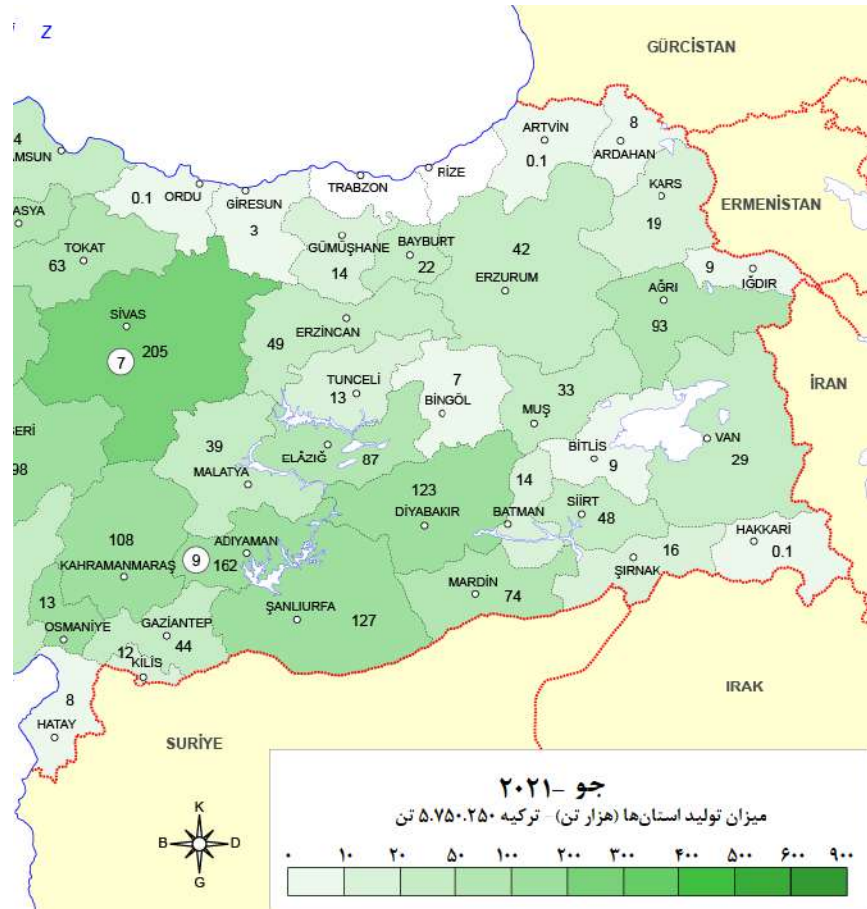 Z
GÜRCİSTAN
ARTVİN
0.1
8
ARDAHAN
4
AMSUN
RİZE
TRABZON
KARS
19
ERMENİSTAN
0.1
ORDU
GİRESUN
3
ASYA
TOKAT
63
GÜMÜŞHANE
14
BAYBURT
22
42
ERZURUM
9
IĞDIR
AĞRI
93
SİVAS
7
205
49
ERZİNCAN
İRAN
TUNCELİ
13
7
BİNGÖL
33
MUŞ
VAN
29
BİTLİS
9
SERİ
98
39
MALATYA
ELÂZIĞ
87
123
DİYABAKIR
14
BATMAN
SİİRT
48
HAKKARİ
0.1
108
KAHRAMANMARAŞ
9
ADIYAMAN
162
16
ŞIRNAK
MARDİN
74
ŞANLIURFA
127
13
OSMANİYE
GAZİANTEP
44
12
KİLİS
8
HATAY
SURİYE
IRAK
K
B D
G
جو -۲۰۲۱
میزان تولید استان‌ها (هزار تن) - ترکیه ۵.۷۵۰.۲۵۰ تن
۰ ۱۰ ۲۰ ۵۰ ۱۰۰ ۲۰۰ ۳۰۰ ۴۰۰ ۵۰۰ ۶۰۰ ۹۰۰